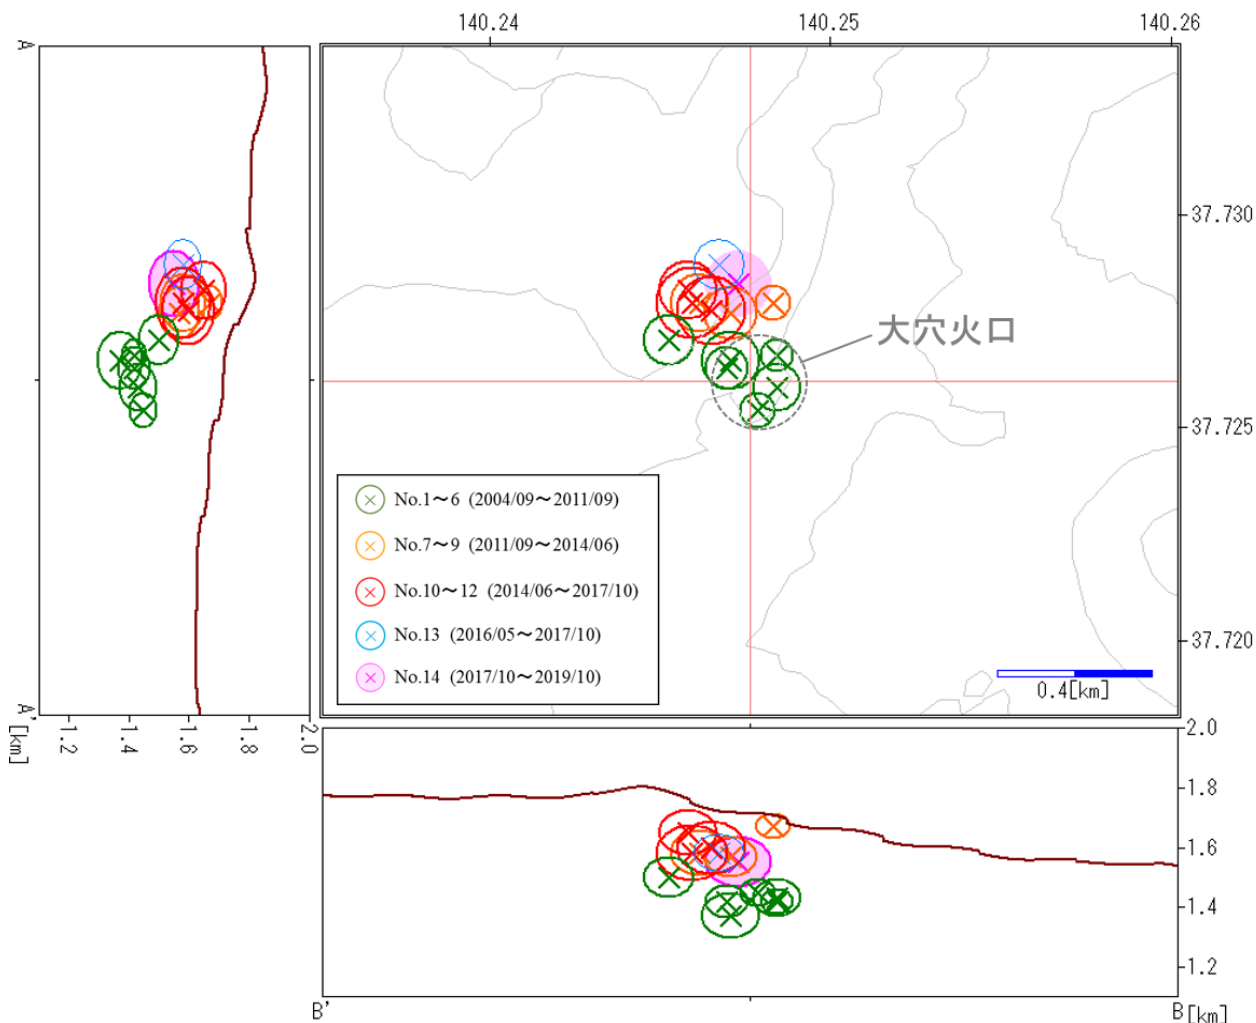 140.24 140.25 140.26
A
37.730
大穴火口
37.725
No.1～6 (2004/09～2011/09)
No.7～9 (2011/09～2014/06)
No.10～12 (2014/06～2017/10)
No.13 (2016/05～2017/10)
No.14 (2017/10～2019/10)
37.720
0.4[km]
A'
[km]
1.2 1.4 1.6 1.8 2.0
2.0
1.8
1.6
1.4
1.2
B' B [km]